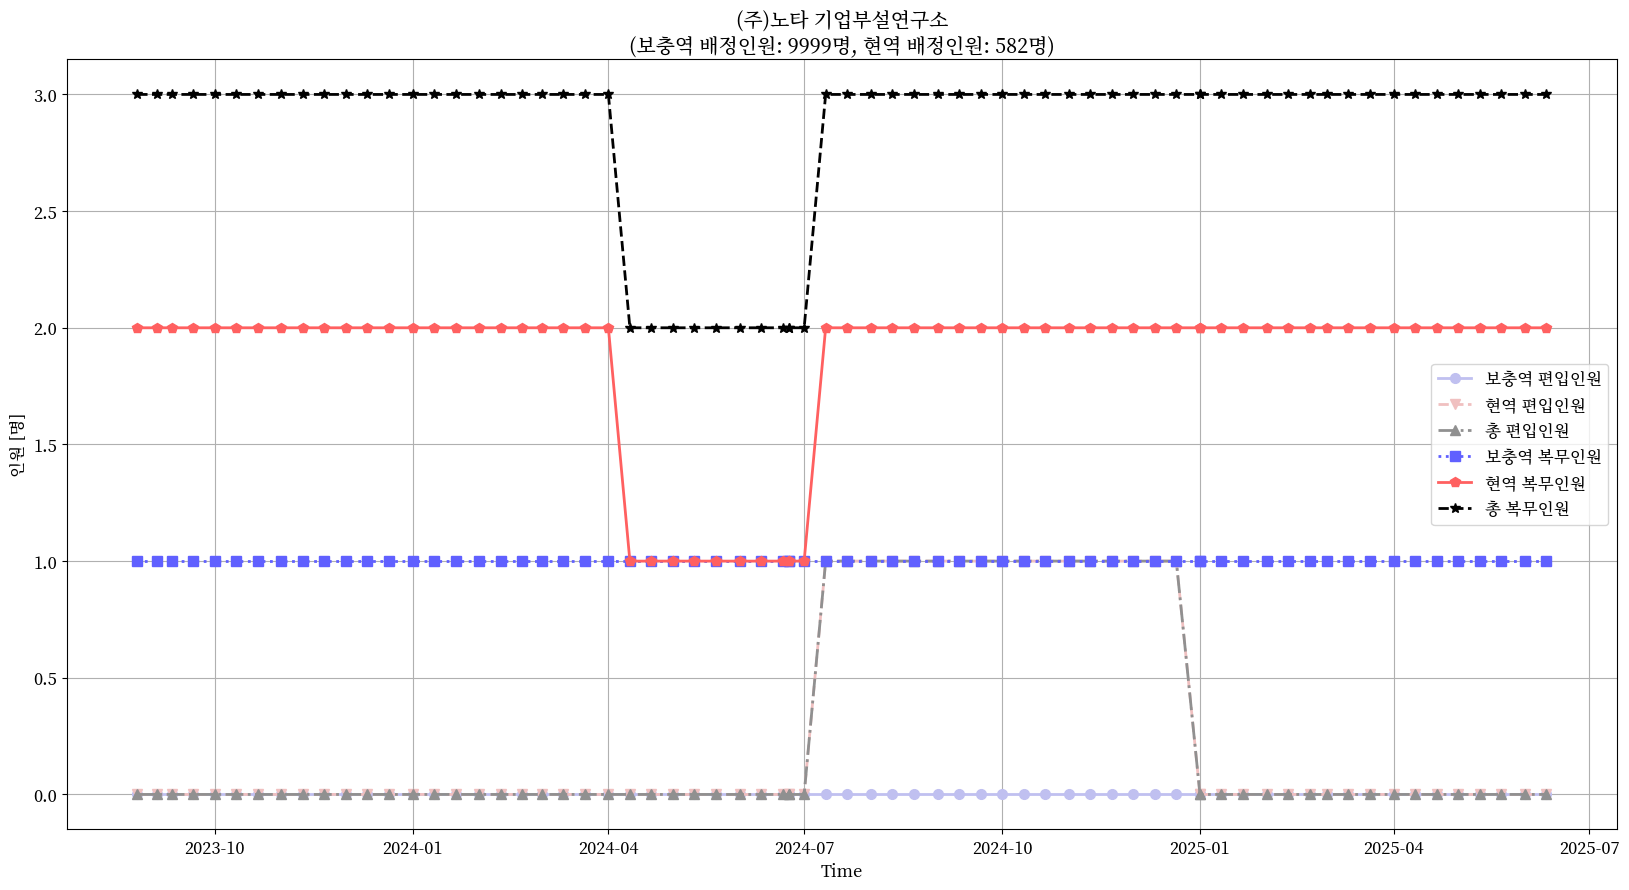 (주)노타 기업부설연구소
(보충역 배정인원: 9999명, 현역 배정인원: 582명)
인원 [명]
3.0
2.5
2.0
1.5
1.0
0.5
0.0
보충역 편입인원
현역 편입인원
총 편입인원
보충역 복무인원
현역 복무인원
총 복무인원
2023-10 2024-01 2024-04 2024-07 2024-10 2025-01 2025-04 2025-07
Time